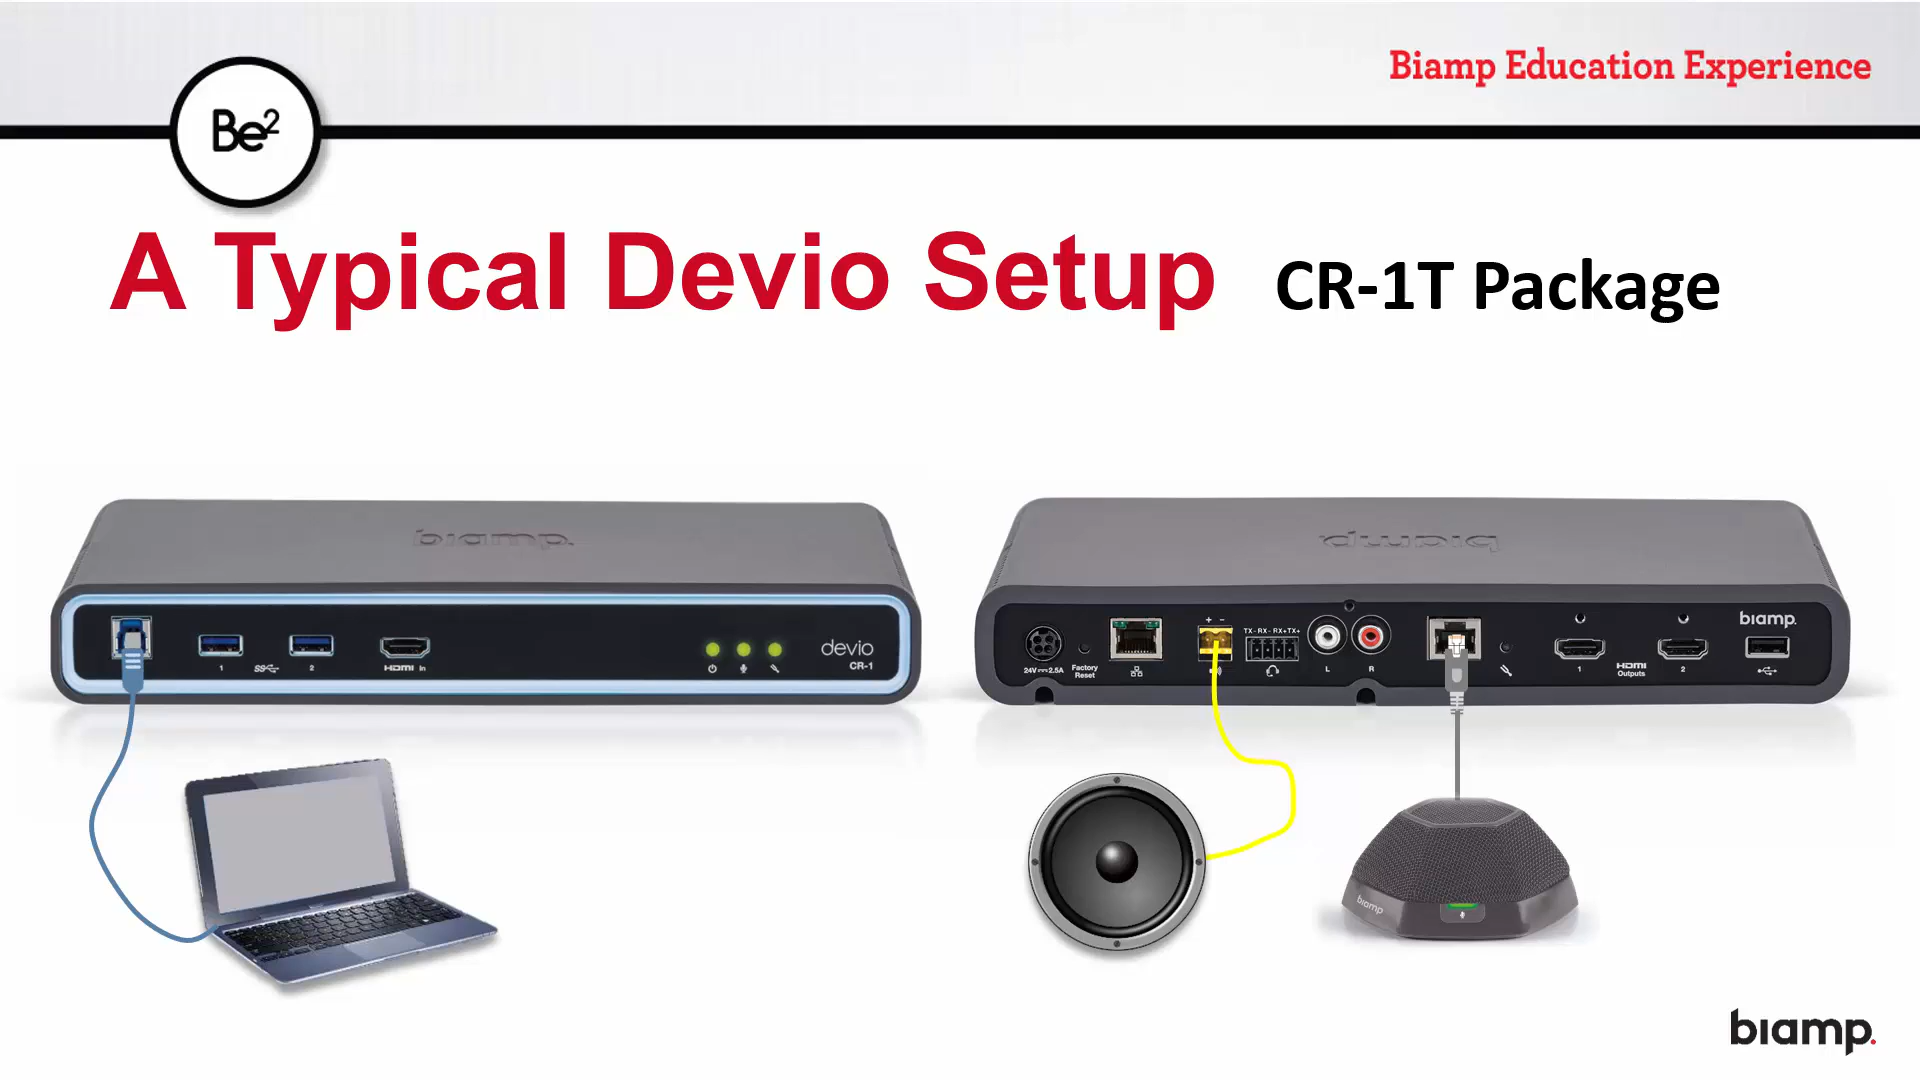 Biamp Education Experience
Be²
A Typical Devio Setup CR-1T Package
biamp.
biamp.
1
2
HDMI in
devio
CR-1
24V 2.5A
Factory
Reset
+ -
TX- RX- RX+ TX+
L
R
1
HDMI
Outputs
2
biamp.
biamp
biamp.